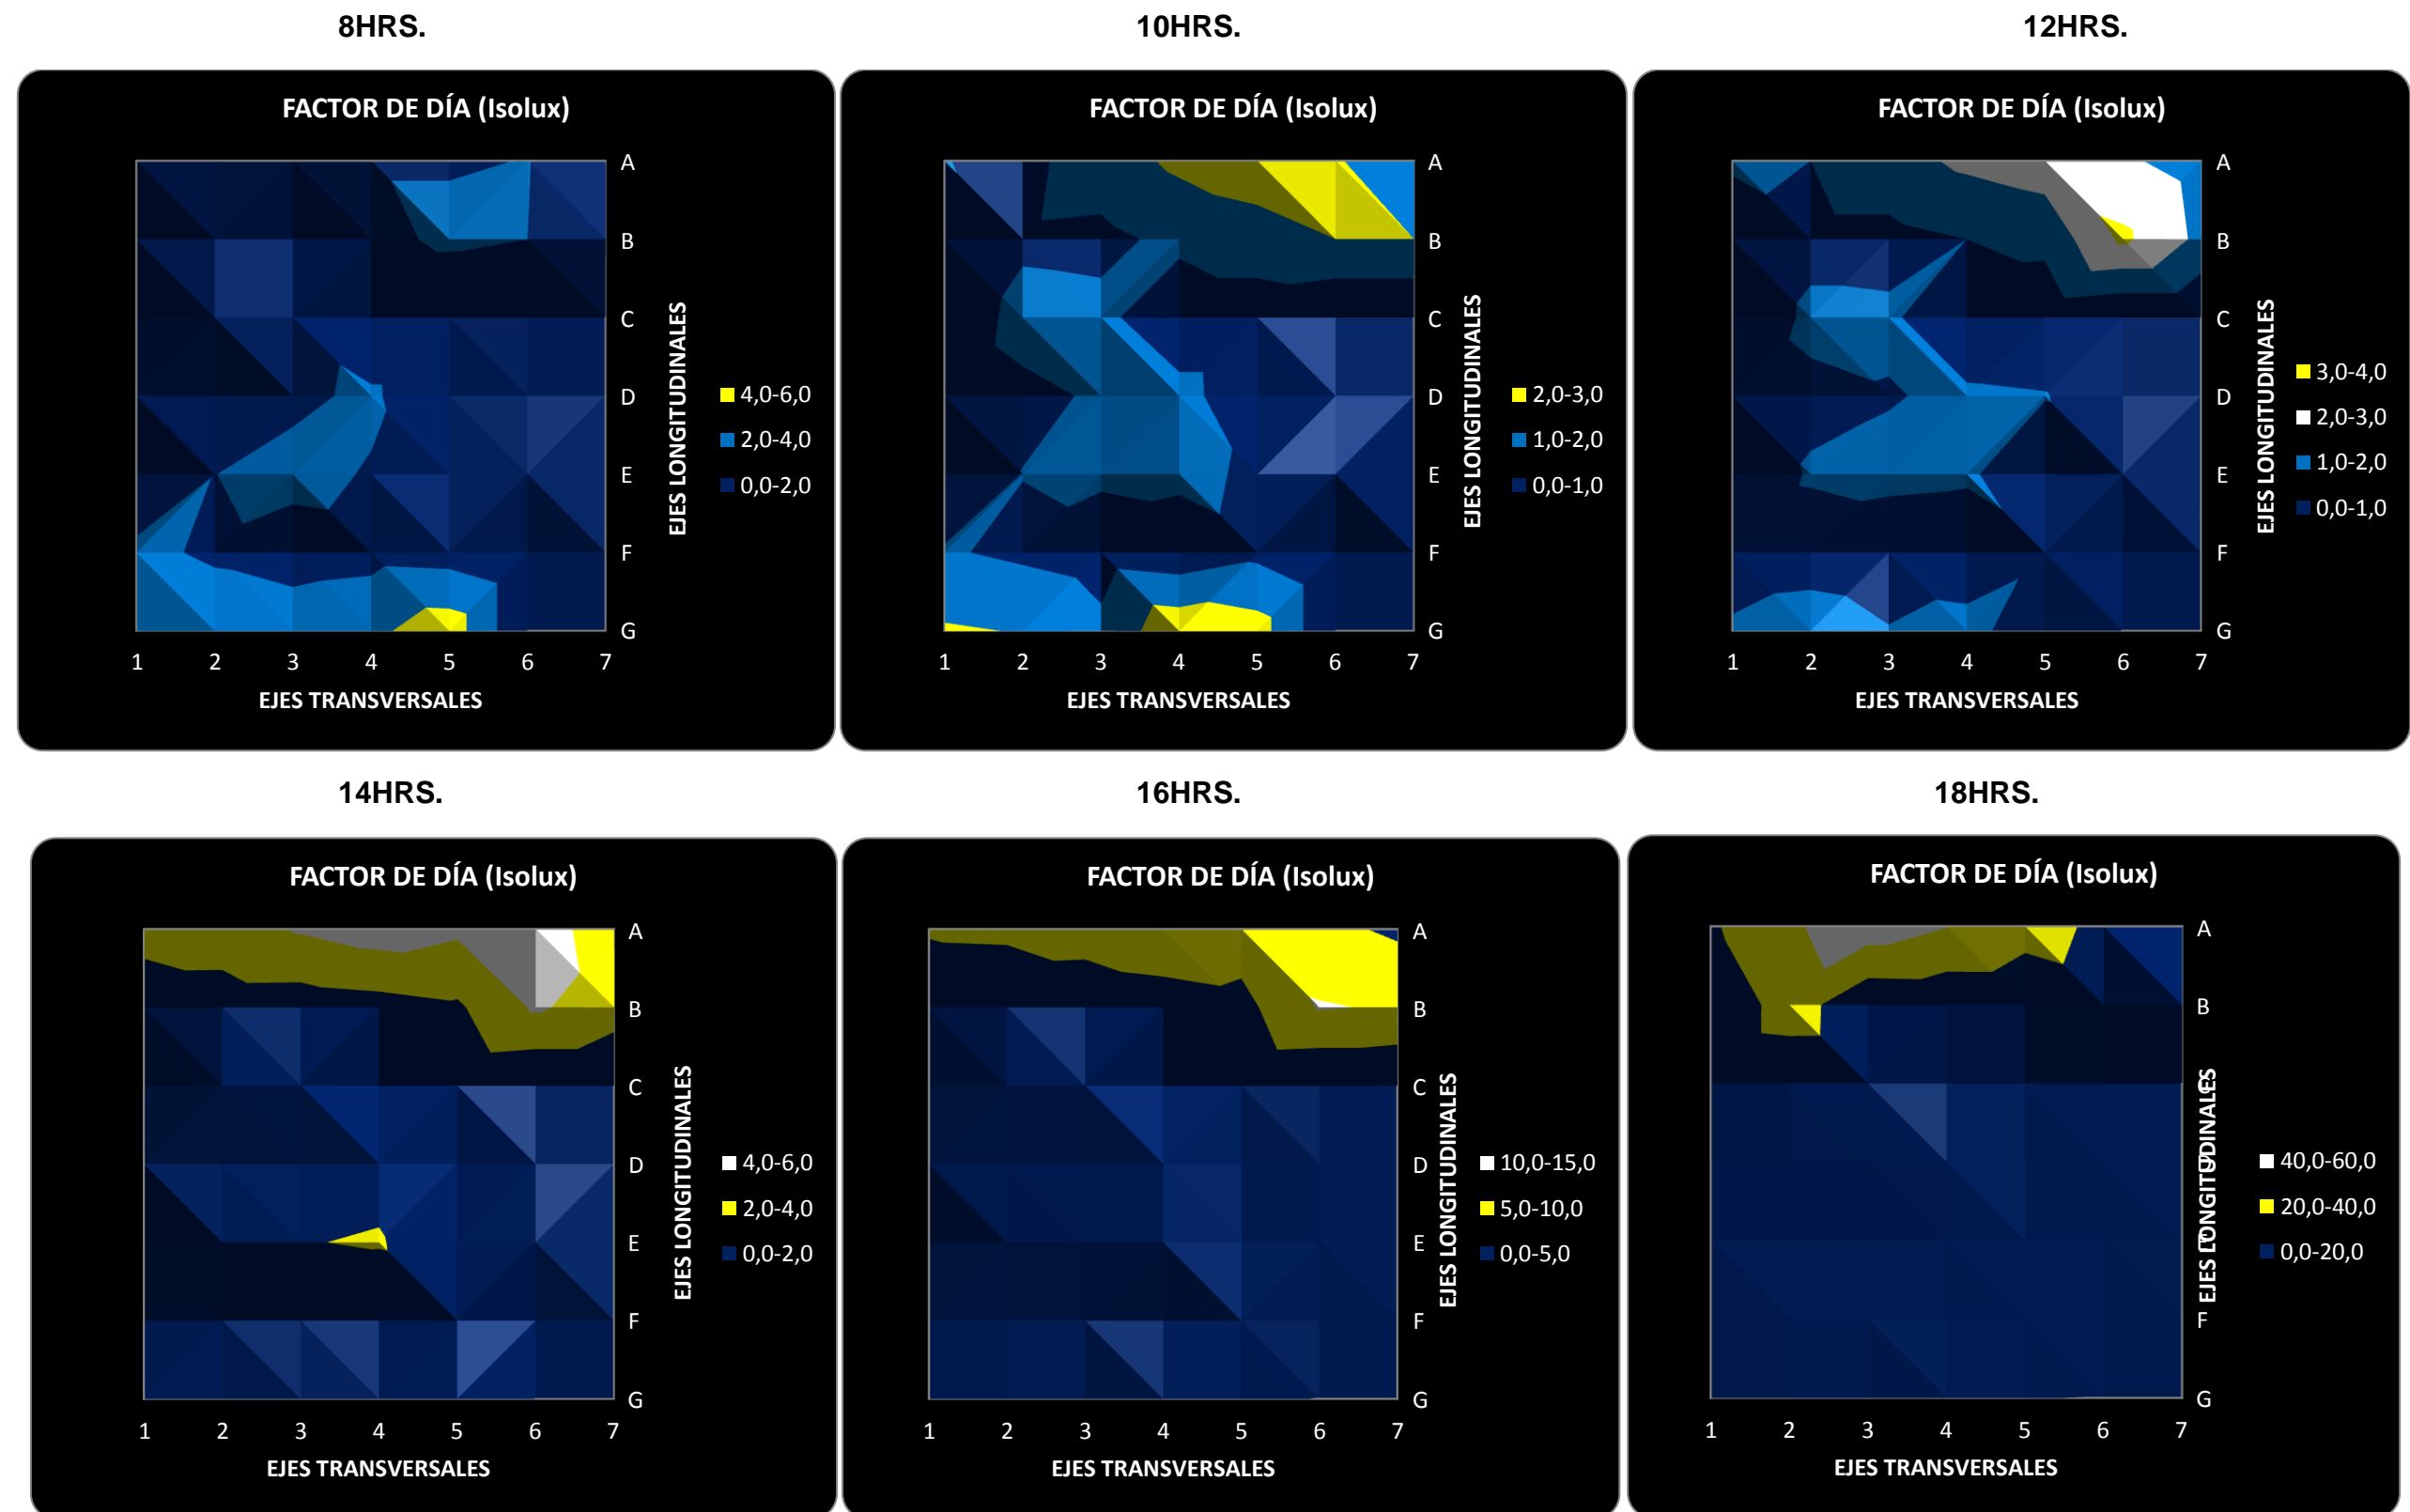 8HRS.
10HRS.
12HRS.
FACTOR DE DÍA (Isolux)
A
B
C
D
E
F
G
1 2 3 4 5 6 7
EJES TRANSVERSALES
EJES LONGITUDINALES
4,0-6,0
2,0-4,0
0,0-2,0
FACTOR DE DÍA (Isolux)
A
B
C
D
E
F
G
1 2 3 4 5 6 7
EJES TRANSVERSALES
EJES LONGITUDINALES
2,0-3,0
1,0-2,0
0,0-1,0
FACTOR DE DÍA (Isolux)
A
B
C
D
E
F
G
1 2 3 4 5 6 7
EJES TRANSVERSALES
EJES LONGITUDINALES
3,0-4,0
2,0-3,0
1,0-2,0
0,0-1,0
14HRS.
16HRS.
18HRS.
FACTOR DE DÍA (Isolux)
A
B
C
D
E
F
G
1 2 3 4 5 6 7
EJES TRANSVERSALES
EJES LONGITUDINALES
4,0-6,0
2,0-4,0
0,0-2,0
FACTOR DE DÍA (Isolux)
A
B
C
D
E
F
G
1 2 3 4 5 6 7
EJES TRANSVERSALES
EJES LONGITUDINALES
10,0-15,0
5,0-10,0
0,0-5,0
FACTOR DE DÍA (Isolux)
A
B
C
D
E
F
G
1 2 3 4 5 6 7
EJES TRANSVERSALES
EJES LONGITUDINALES
40,0-60,0
20,0-40,0
0,0-20,0